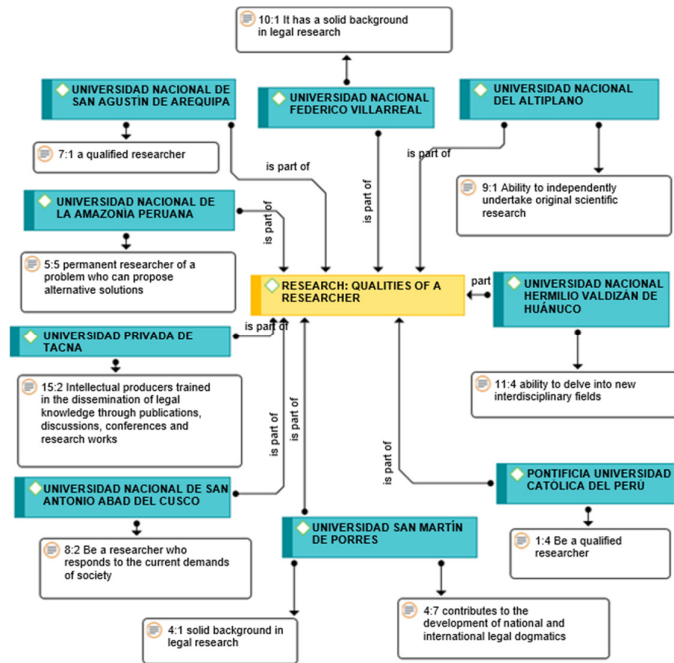 10:1 It has a solid background
in legal research
UNIVERSIDAD NACIONAL DE
SAN AGUSTÍN DE AREQUIPA
UNIVERSIDAD NACIONAL
FEDERICO VILLARREAL
UNIVERSIDAD NACIONAL
DEL ALTIPLANO
7:1 a qualified researcher
is part of
is part of
is part of
9:1 Ability to independently
undertake original scientific
research
UNIVERSIDAD NACIONAL DE
LA AMAZONIA PERUANA
is part of
5:5 permanent researcher of a
problem who can propose
alternative solutions
RESEARCH: QUALITIES OF A
RESEARCHER
part
UNIVERSIDAD NACIONAL
HERMILIO VALDIZÁN DE
HUÁNUCO
UNIVERSIDAD PRIVADA DE
TACNA
is part of
15:2 Intellectual producers trained
in the dissemination of legal
knowledge through publications,
discussions, conferences and
research works
is part of
is part of
is part of
11:4 ability to delve into new
interdisciplinary fields
UNIVERSIDAD NACIONAL DE SAN
ANTONIO ABAD DEL CUSCO
PONTIFICIA UNIVERSIDAD
CATÓLICA DEL PERÙ
8:2 Be a researcher who
responds to the current demands
of society
UNIVERSIDAD SAN MARTÍN
DE PORRES
1:4 Be a qualified
researcher
4:1 solid background in
legal research
4:7 contributes to the
development of national and
international legal dogmatics